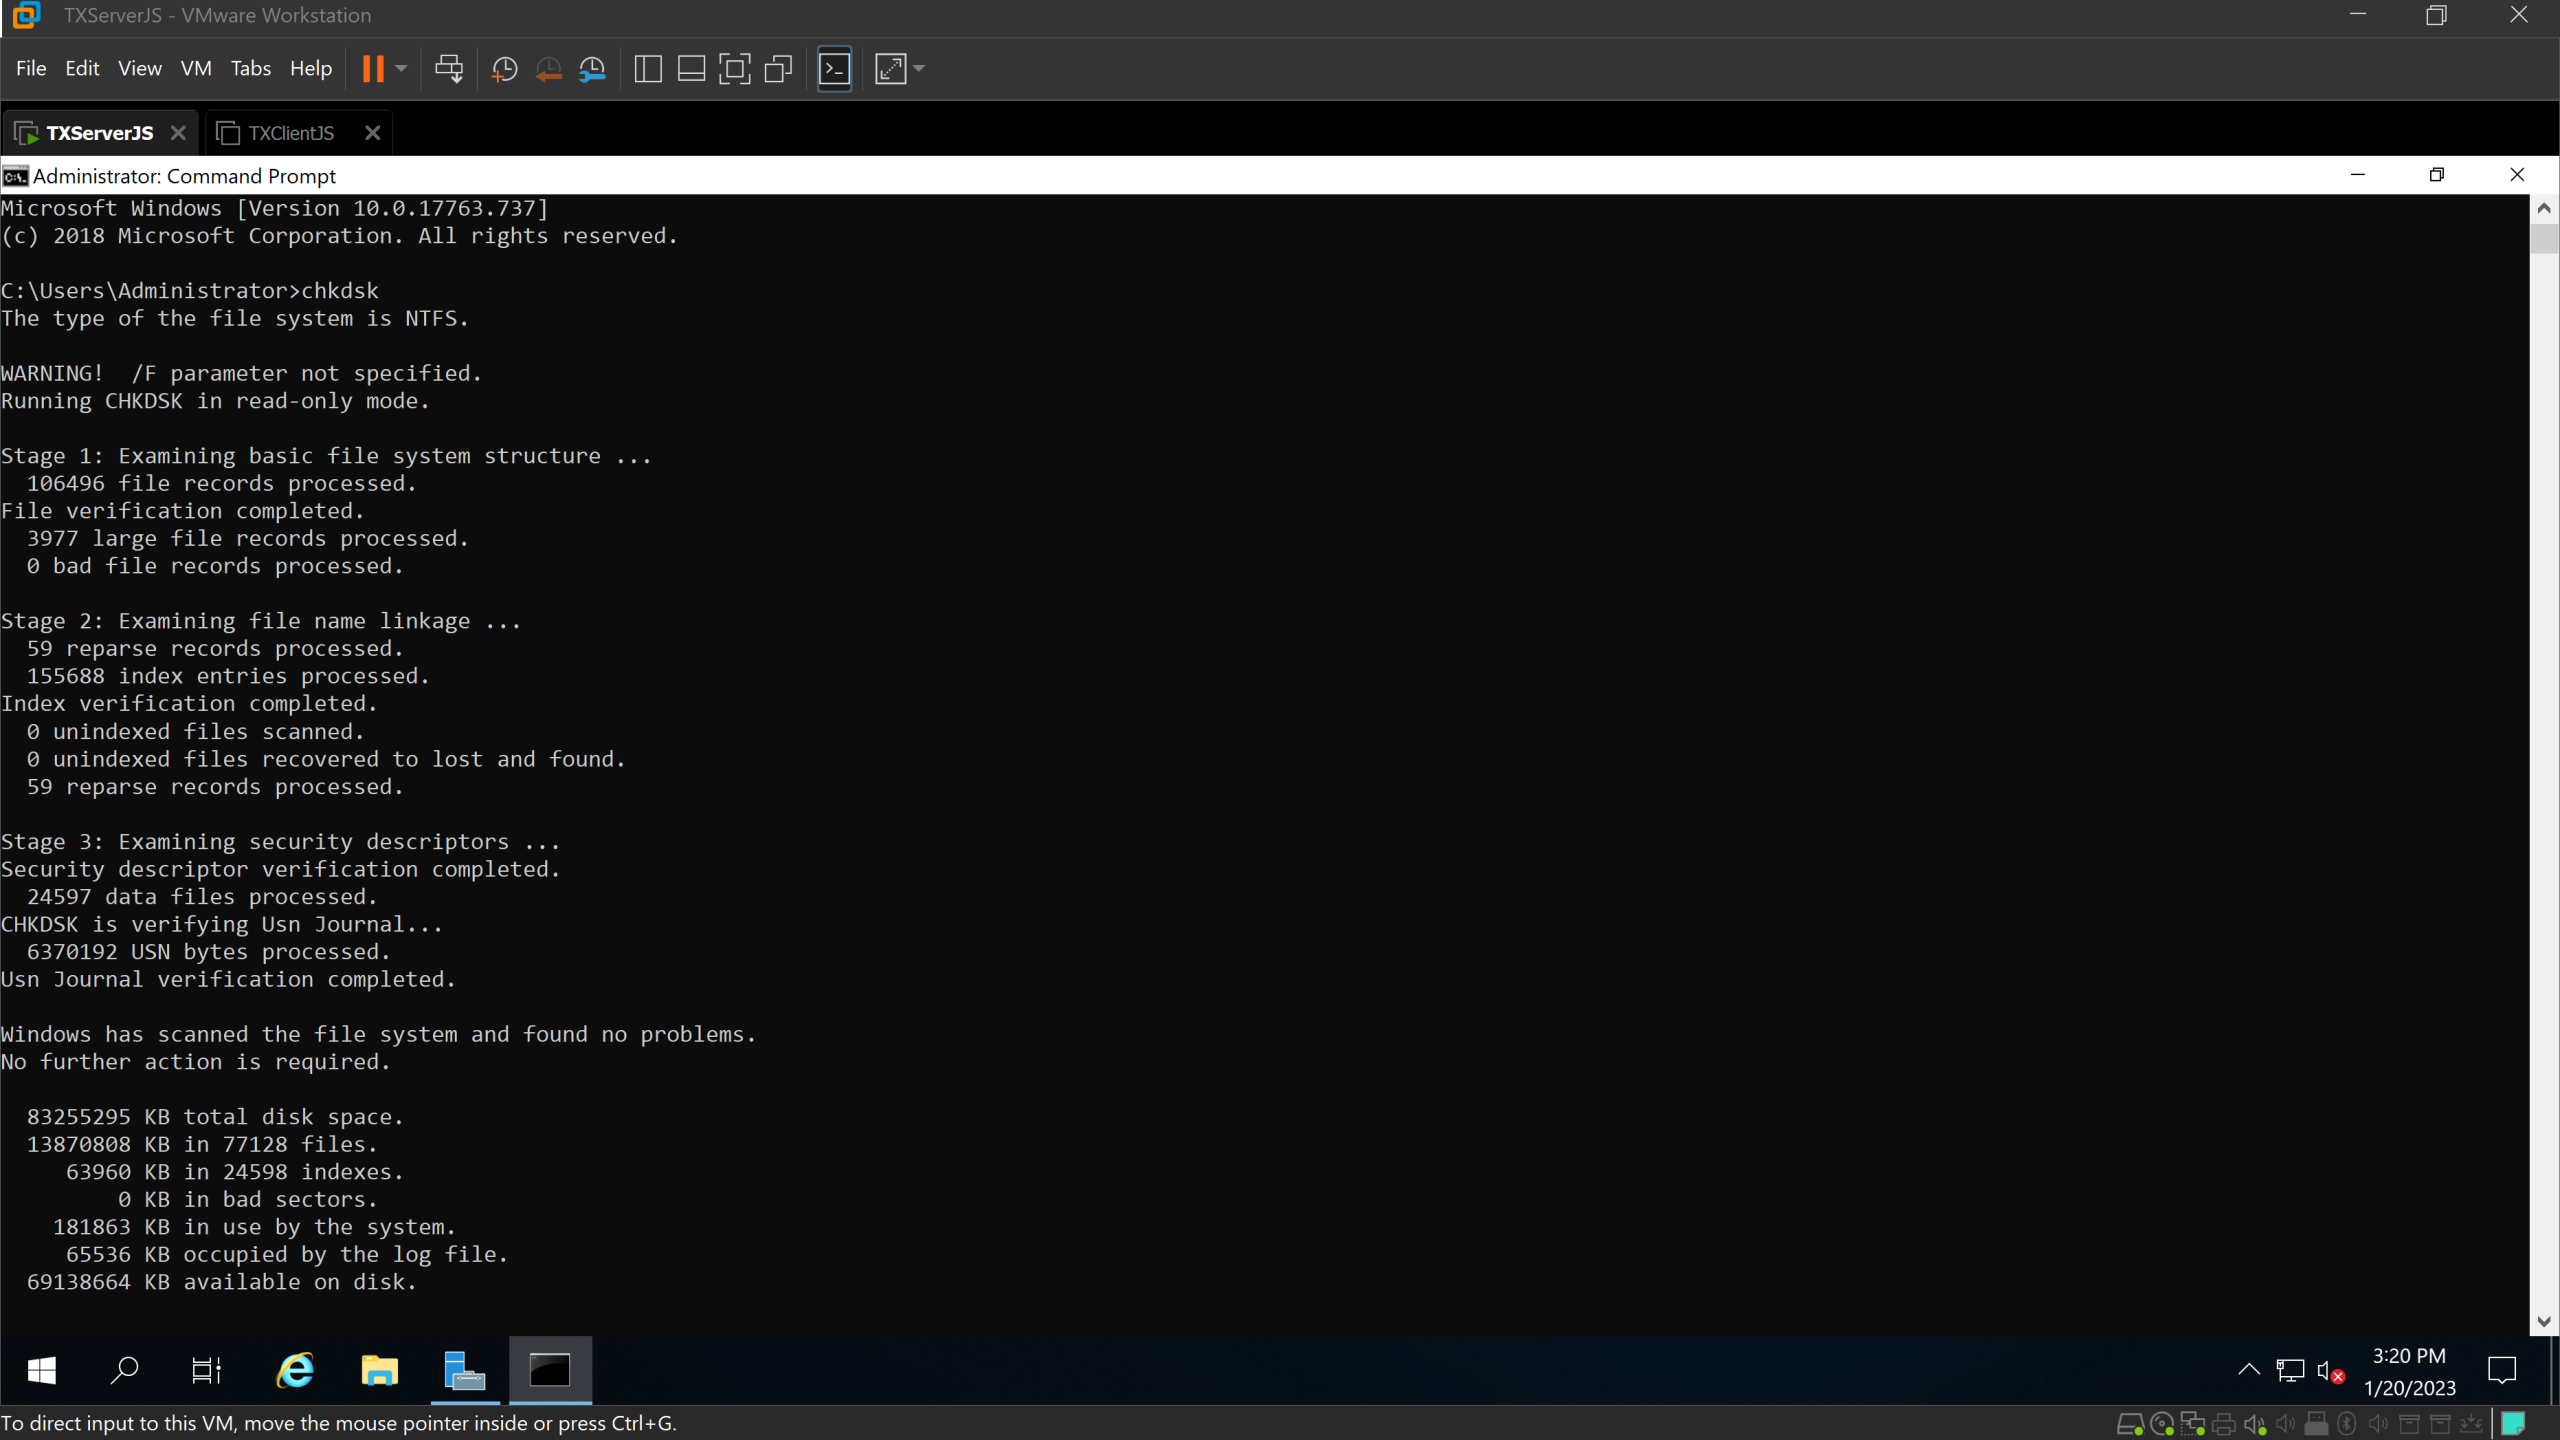 TXServerJS - VMware Workstation
File Edit View VM Tabs Help
TXServerJS TXClientJS
Administrator: Command Prompt
Microsoft Windows [Version 10.0.17763.737]
(c) 2018 Microsoft Corporation. All rights reserved.
C:\Users\Administrator>chkdsk
The type of the file system is NTFS.
WARNING!  /F parameter not specified.
Running CHKDSK in read-only mode.
Stage 1: Examining basic file system structure ...
106496 file records processed.
File verification completed.
3977 large file records processed.
0 bad file records processed.
Stage 2: Examining file name linkage ...
59 reparse records processed.
155688 index entries processed.
Index verification completed.
0 unindexed files scanned.
0 unindexed files recovered to lost and found.
59 reparse records processed.
Stage 3: Examining security descriptors ...
Security descriptor verification completed.
24597 data files processed.
CHKDSK is verifying Usn Journal...
6370192 USN bytes processed.
Usn Journal verification completed.
Windows has scanned the file system and found no problems.
No further action is required.
83255295 KB total disk space.
13870808 KB in 77128 files.
63960 KB in 24598 indexes.
0 KB in bad sectors.
181863 KB in use by the system.
65536 KB occupied by the log file.
69138664 KB available on disk.
3:20 PM
1/20/2023
To direct input to this VM, move the mouse pointer inside or press Ctrl+G.